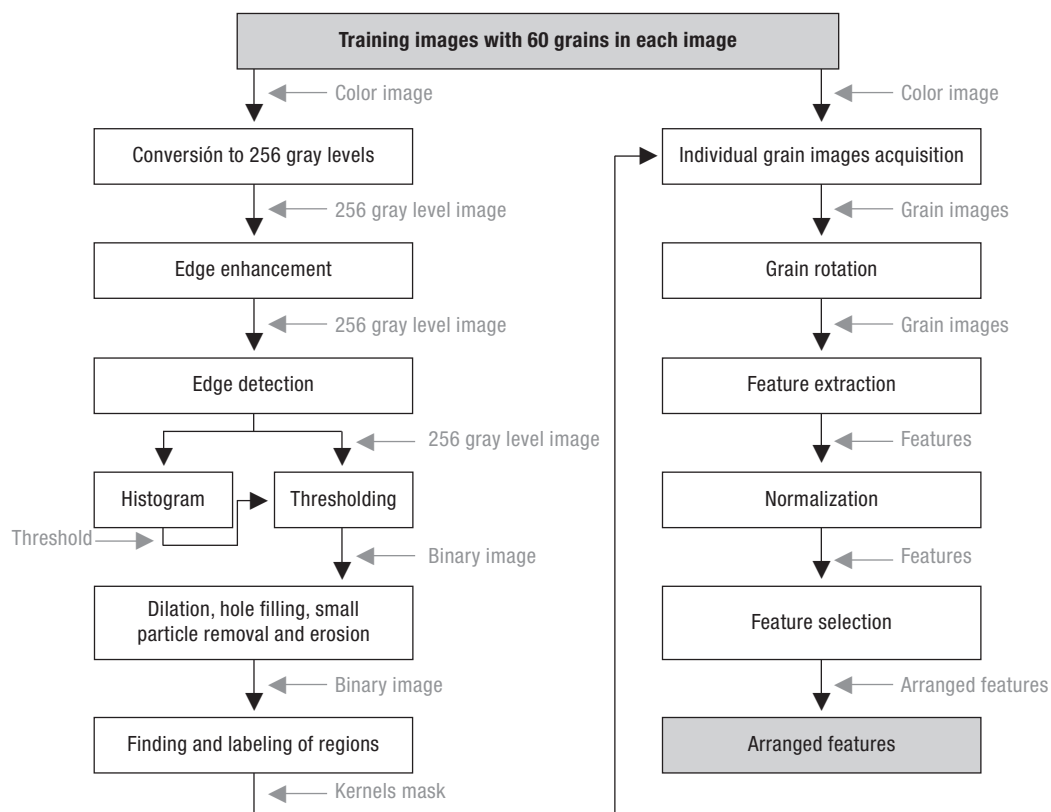 Training images with 60 grains in each image
Color image
Conversión to 256 gray levels
256 gray level image
Edge enhancement
256 gray level image
Edge detection
256 gray level image
Histogram
Thresholding
Threshold
Binary image
Dilation, hole filling, small
particle removal and erosion
Binary image
Finding and labeling of regions
Kernels mask
Color image
Individual grain images acquisition
Grain images
Grain rotation
Grain images
Feature extraction
Features
Normalization
Features
Feature selection
Arranged features
Arranged features